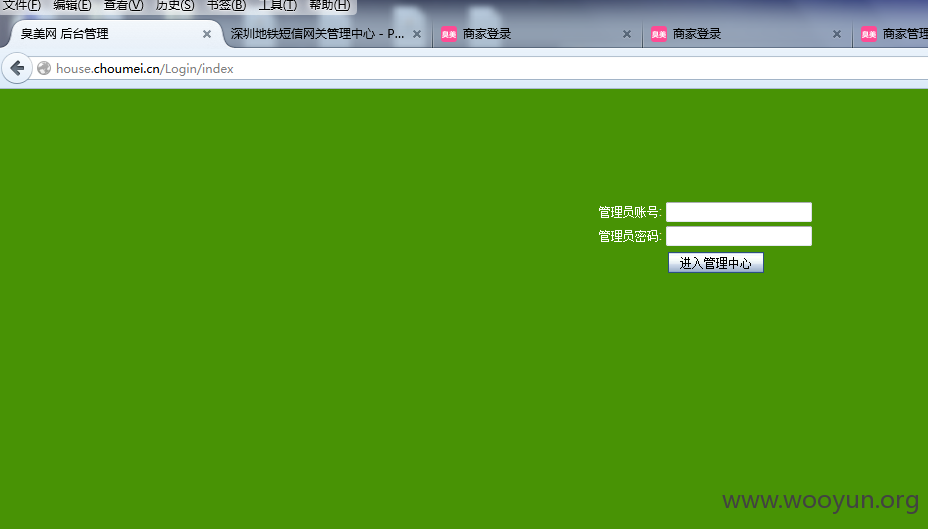 文件(F) 编辑(E) 查看(V) 历史(S) 书签(B) 工具(T) 帮助(H)
臭美网 后台管理 × 深圳地铁短信网关管理中心 - P... × 臭美 商家登录 × 臭美 商家登录 × 臭美 商家管理
house.choumei.cn/Login/index
管理员账号:
管理员密码:
进入管理中心
www.wooyun.org